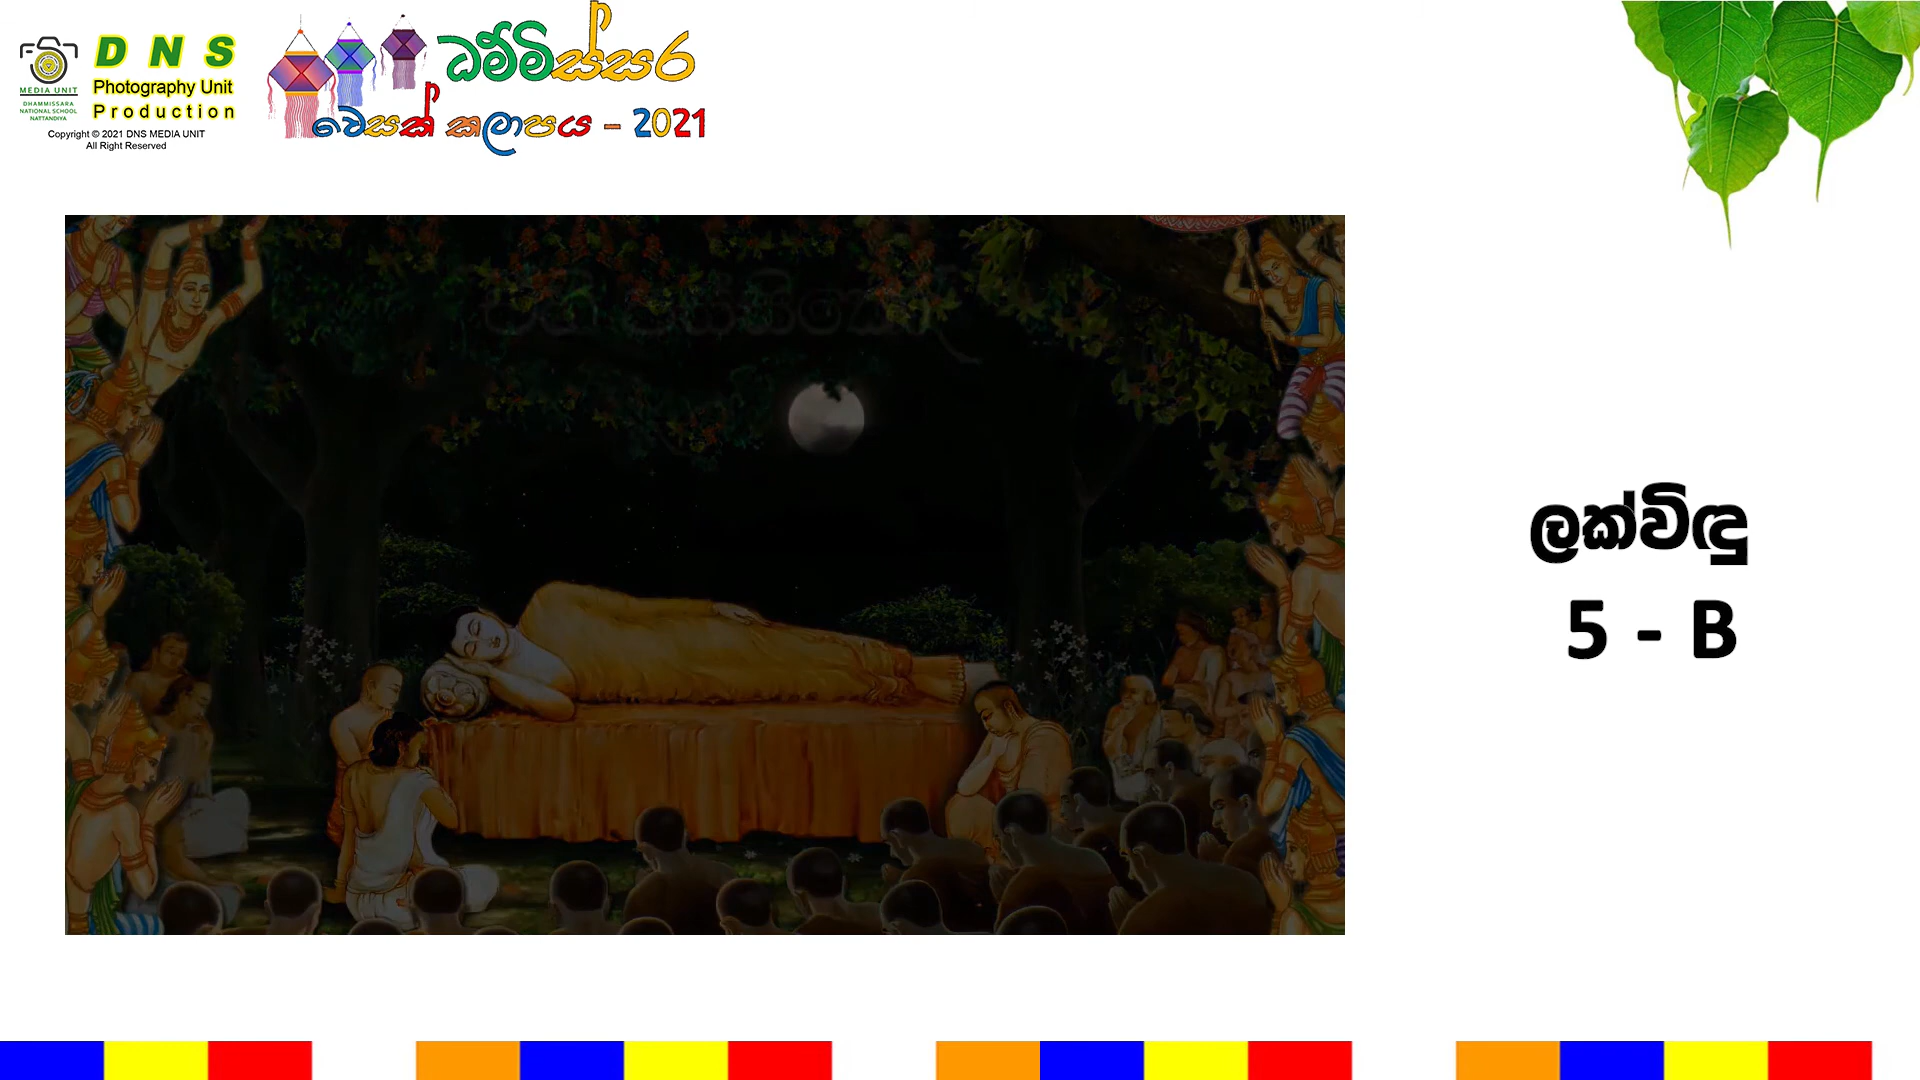 MEDIA UNIT
DHAMMISSARA
NATIONAL SCHOOL
NATTANDIYA
DNS
Photography Unit
Production
Copyright © 2021 DNS MEDIA UNIT
All Right Reserved
ධම්මිස්සර
වෙසක් කලාපය - 2021
ලක්විඳු
5 - B